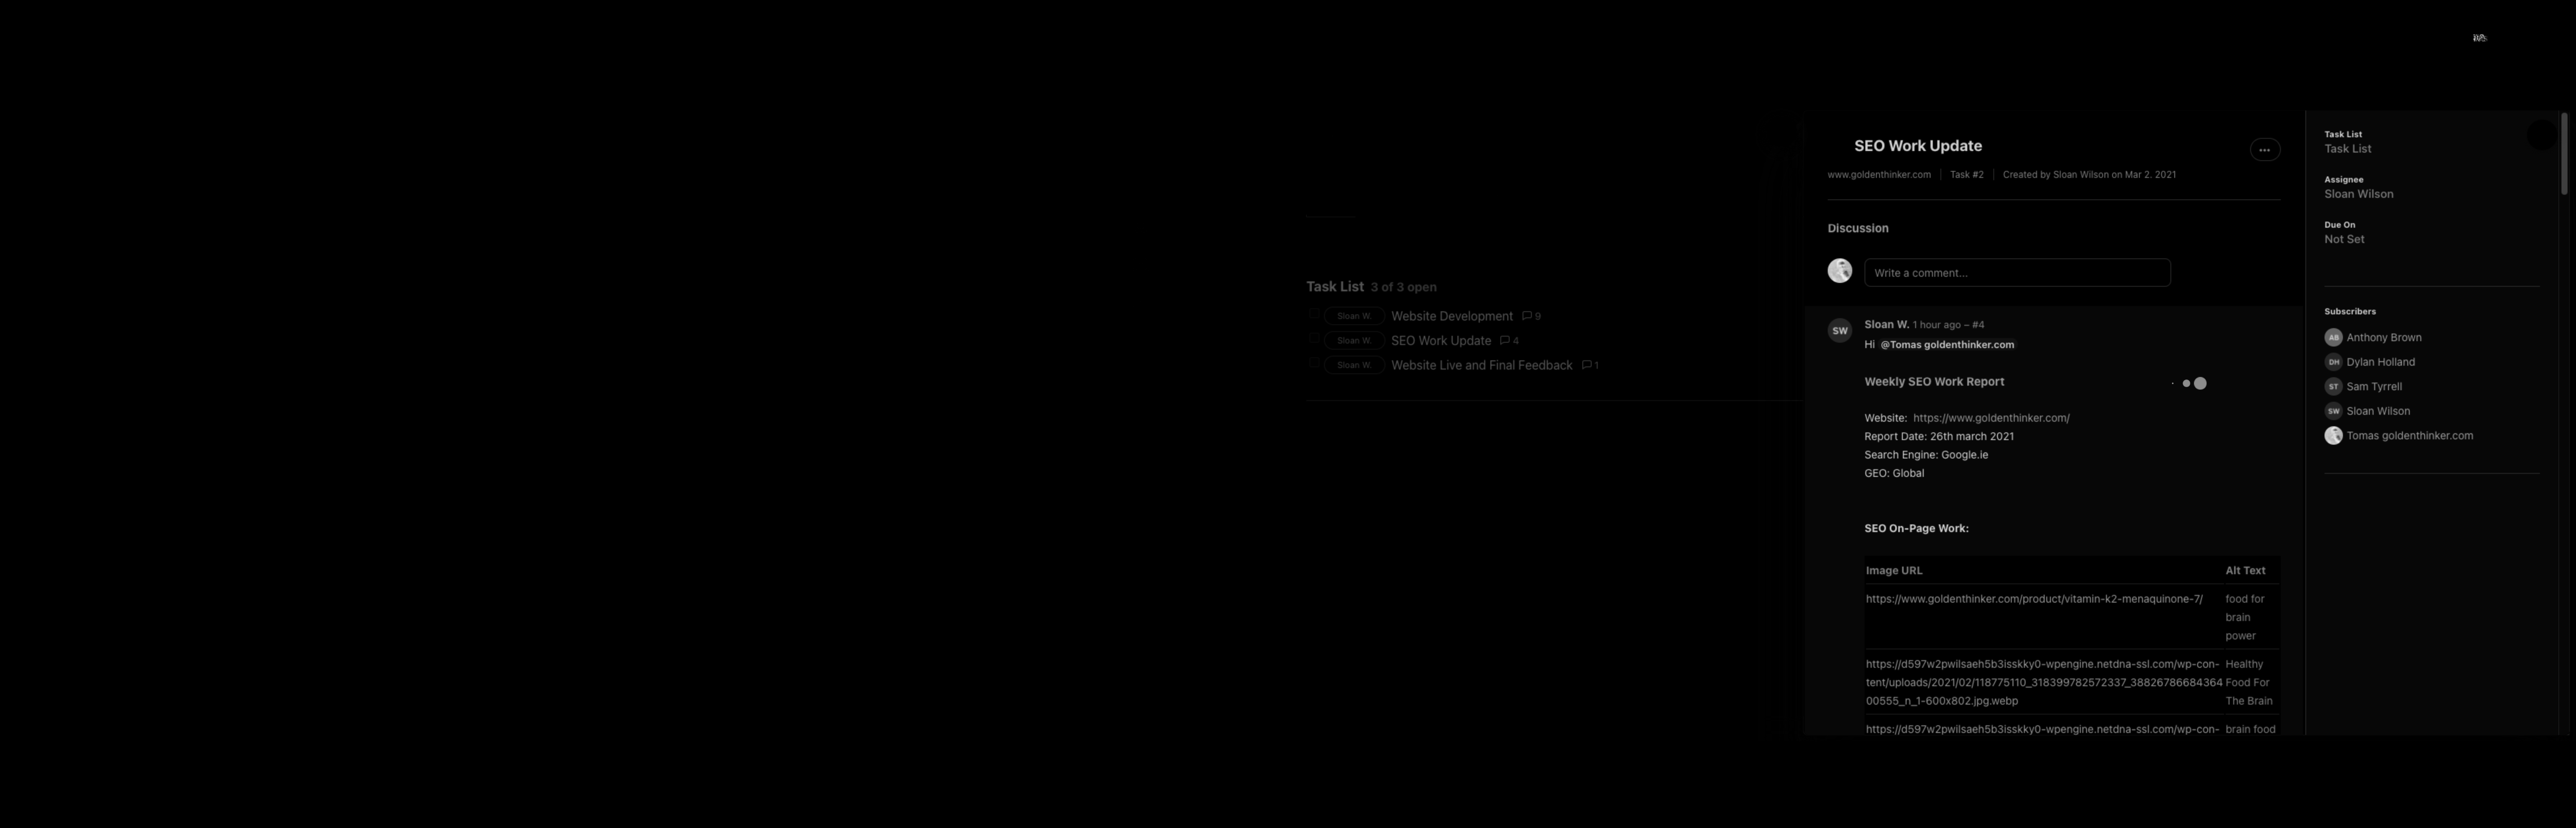 Task List 3 of 3 open
Sloan W. Website Development 9
Sloan W. SEO Work Update 4
Sloan W. Website Live and Final Feedback 1
SEO Work Update
www.goldenthinker.com | Task #2 | Created by Sloan Wilson on Mar 2. 2021
Discussion
Write a comment...
SW Sloan W. 1 hour ago – #4
Hi @Tomas goldenthinker.com
Weekly SEO Work Report
Website: https://www.goldenthinker.com/
Report Date: 26th march 2021
Search Engine: Google.ie
GEO: Global
SEO On-Page Work:
Image URL Alt Text
https://www.goldenthinker.com/product/vitamin-k2-menaquinone-7/ food for
brain
power
https://d597w2pwilsaeh5b3isskky0-wpengine.netdna-ssl.com/wp-con- Healthy
tent/uploads/2021/02/118775110_318399782572337_38826786684364 Food For
00555_n_1-600x802.jpg.webp The Brain
https://d597w2pwilsaeh5b3isskky0-wpengine.netdna-ssl.com/wp-con- brain food
Task List
Task List
Assignee
Sloan Wilson
Due On
Not Set
Subscribers
AB Anthony Brown
DH Dylan Holland
ST Sam Tyrrell
SW Sloan Wilson
Tomas goldenthinker.com